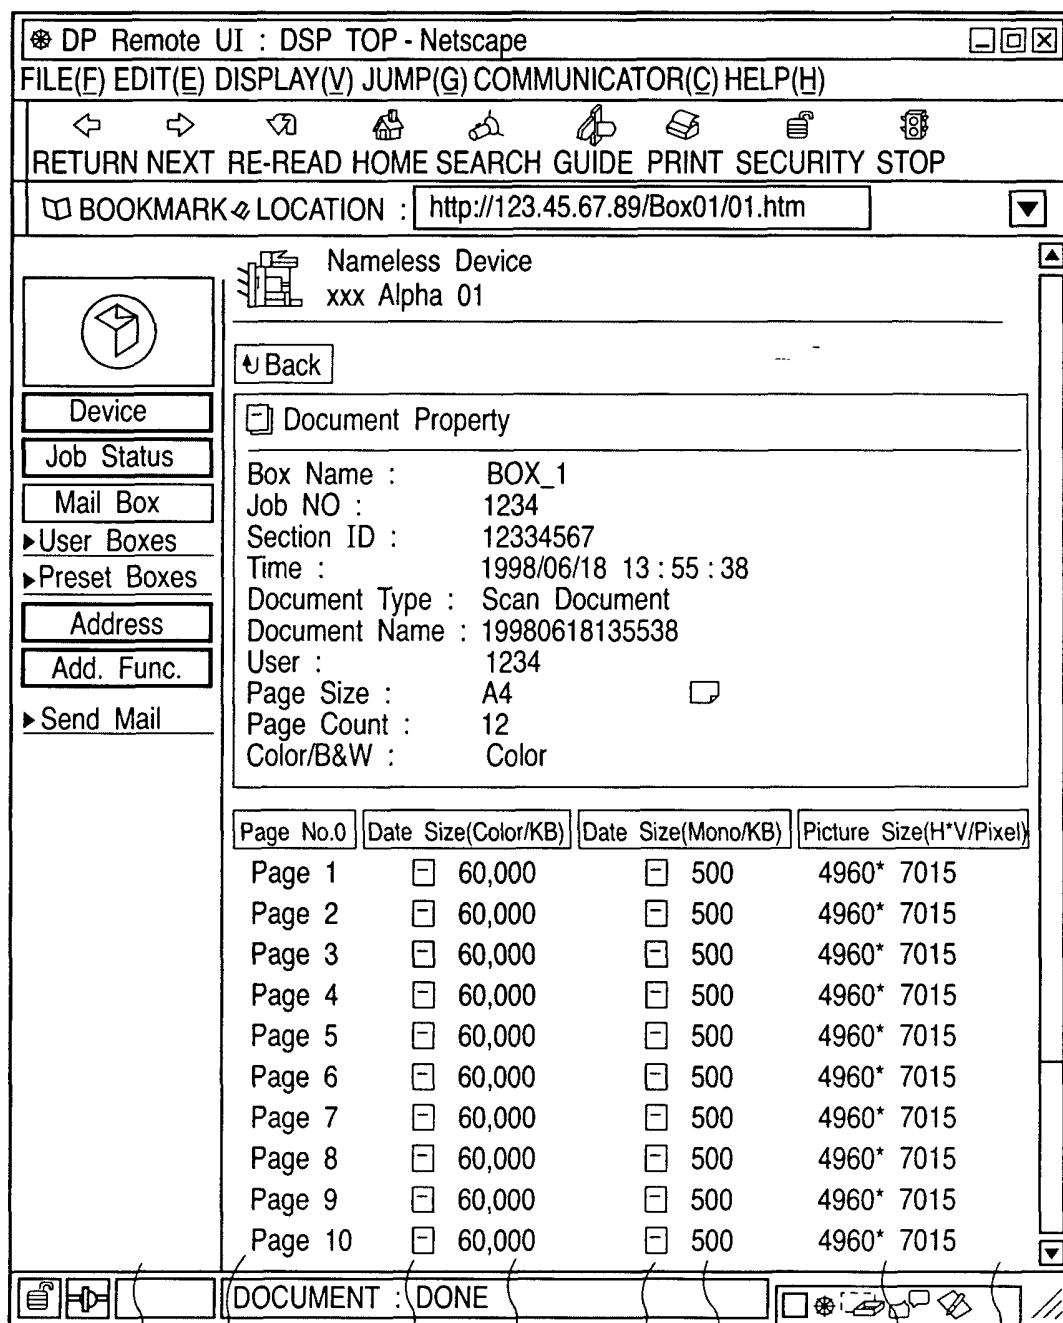 DP Remote UI : DSP TOP - Netscape
FILE(F) EDIT(E) DISPLAY(V) JUMP(G) COMMUNICATOR(C) HELP(H)
RETURN NEXT RE-READ HOME SEARCH GUIDE PRINT SECURITY STOP
BOOKMARK LOCATION : http://123.45.67.89/Box01/01.htm
Nameless Device
xxx Alpha 01
Back
Device
Job Status
Mail Box
▶User Boxes
▶Preset Boxes
Address
Add. Func.
▶Send Mail
Document Property
Box Name : BOX_1
Job NO : 1234
Section ID : 12334567
Time : 1998/06/18 13 : 55 : 38
Document Type : Scan Document
Document Name : 19980618135538
User : 1234
Page Size : A4
Page Count : 12
Color/B&W : Color
Page No.0 Date Size(Color/KB) Date Size(Mono/KB) Picture Size(H*V/Pixel)
Page 1 60,000 500 4960* 7015
Page 2 60,000 500 4960* 7015
Page 3 60,000 500 4960* 7015
Page 4 60,000 500 4960* 7015
Page 5 60,000 500 4960* 7015
Page 6 60,000 500 4960* 7015
Page 7 60,000 500 4960* 7015
Page 8 60,000 500 4960* 7015
Page 9 60,000 500 4960* 7015
Page 10 60,000 500 4960* 7015
DOCUMENT : DONE